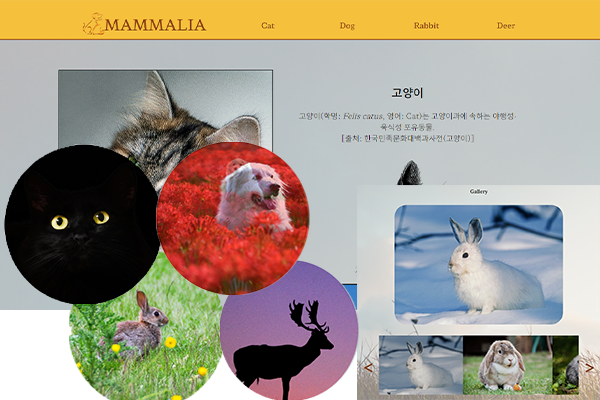 MAMMALIA
Cat
Dog
Rabbit
Deer
고양이
고양이(학명: Felis catus, 영어: Cat)는 고양이과에 속하는 야행성·
육식성 포유동물.
[출처: 한국민족문화대백과사전(고양이)]
Gallery